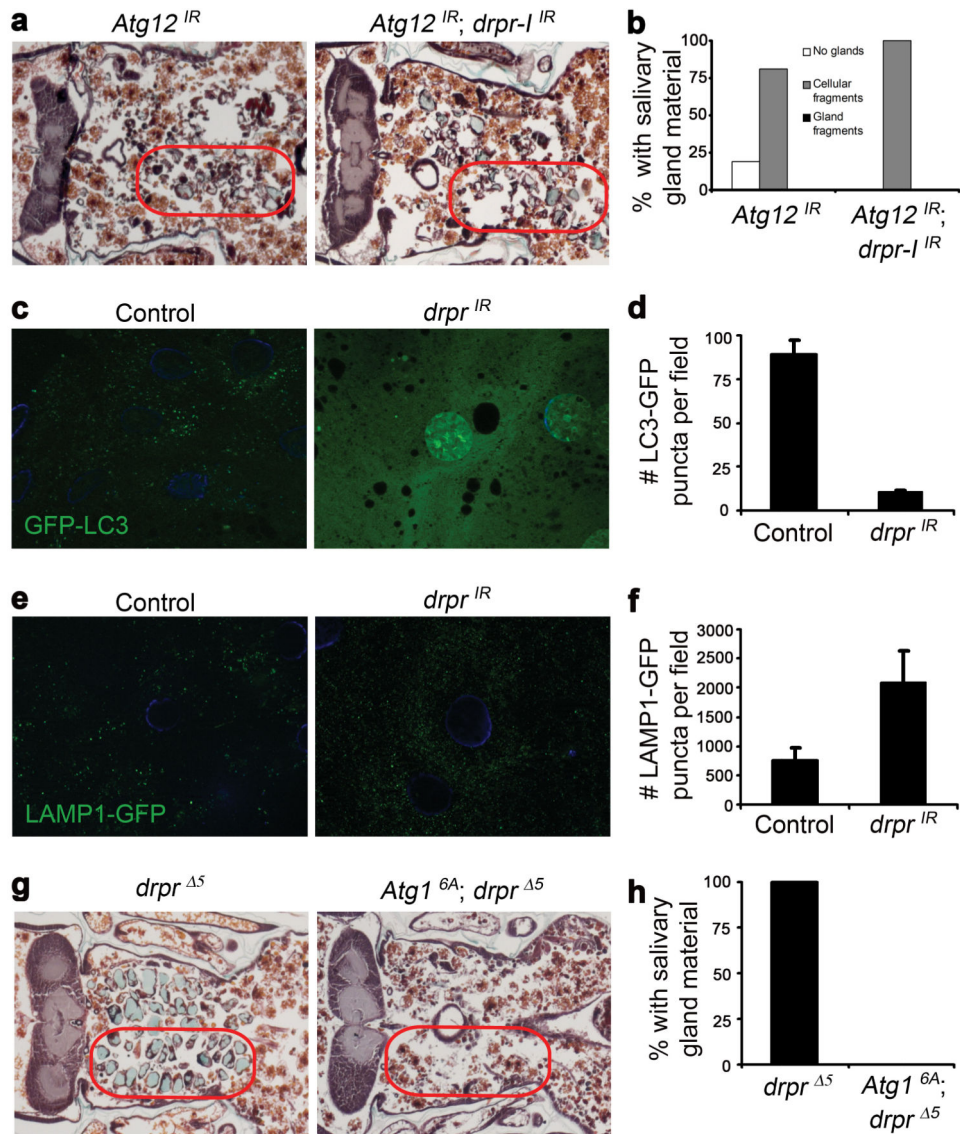 a
Atg12 IR
Atg12 IR; drpr-I IR
b
% with salivary
gland material
100
75
50
25
0
No glands
Cellular
fragments
Gland
fragments
Atg12 IR
Atg12 IR;
drpr-I IR
c
Control
drpr IR
GFP-LC3
d
# LC3-GFP
puncta per field
100
75
50
25
0
Control
drpr IR
e
Control
drpr IR
LAMP1-GFP
f
# LAMP1-GFP
puncta per field
3000
2500
2000
1500
1000
500
0
Control
drpr IR
g
drpr Δ5
Atg1 6A; drpr Δ5
h
% with salivary
gland material
100
75
50
25
0
drpr Δ5
Atg1 6A;
drpr Δ5